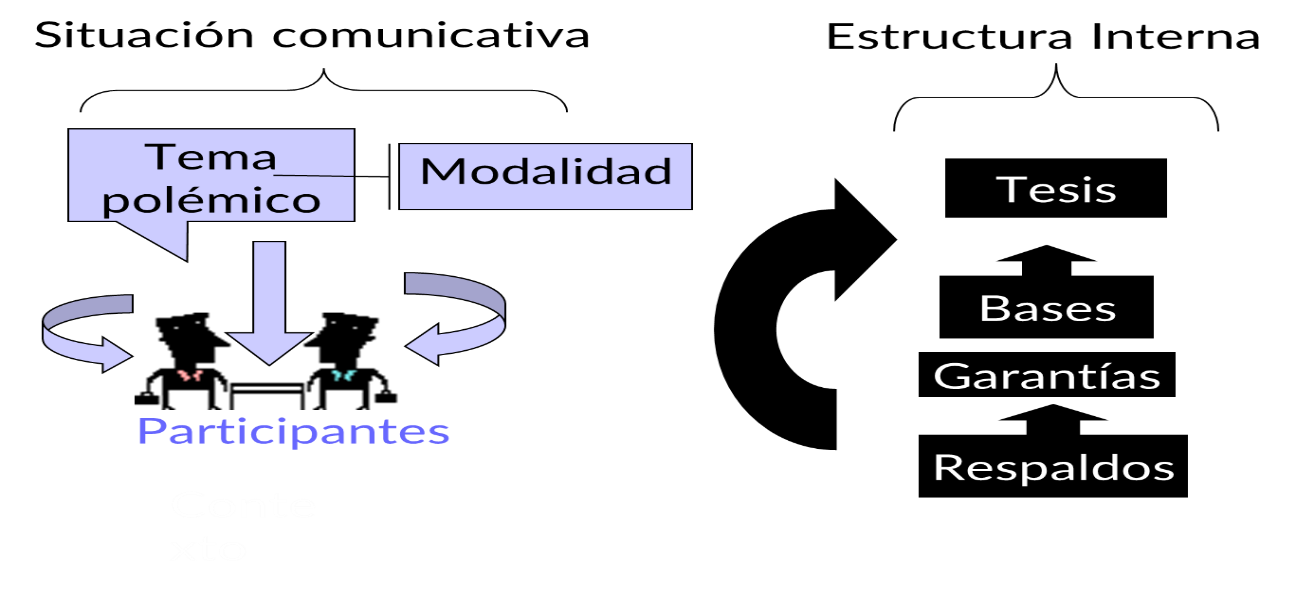 Situación comunicativa
Tema
polémico
Modalidad
Participantes
Estructura Interna
Tesis
Bases
Garantías
Respaldos